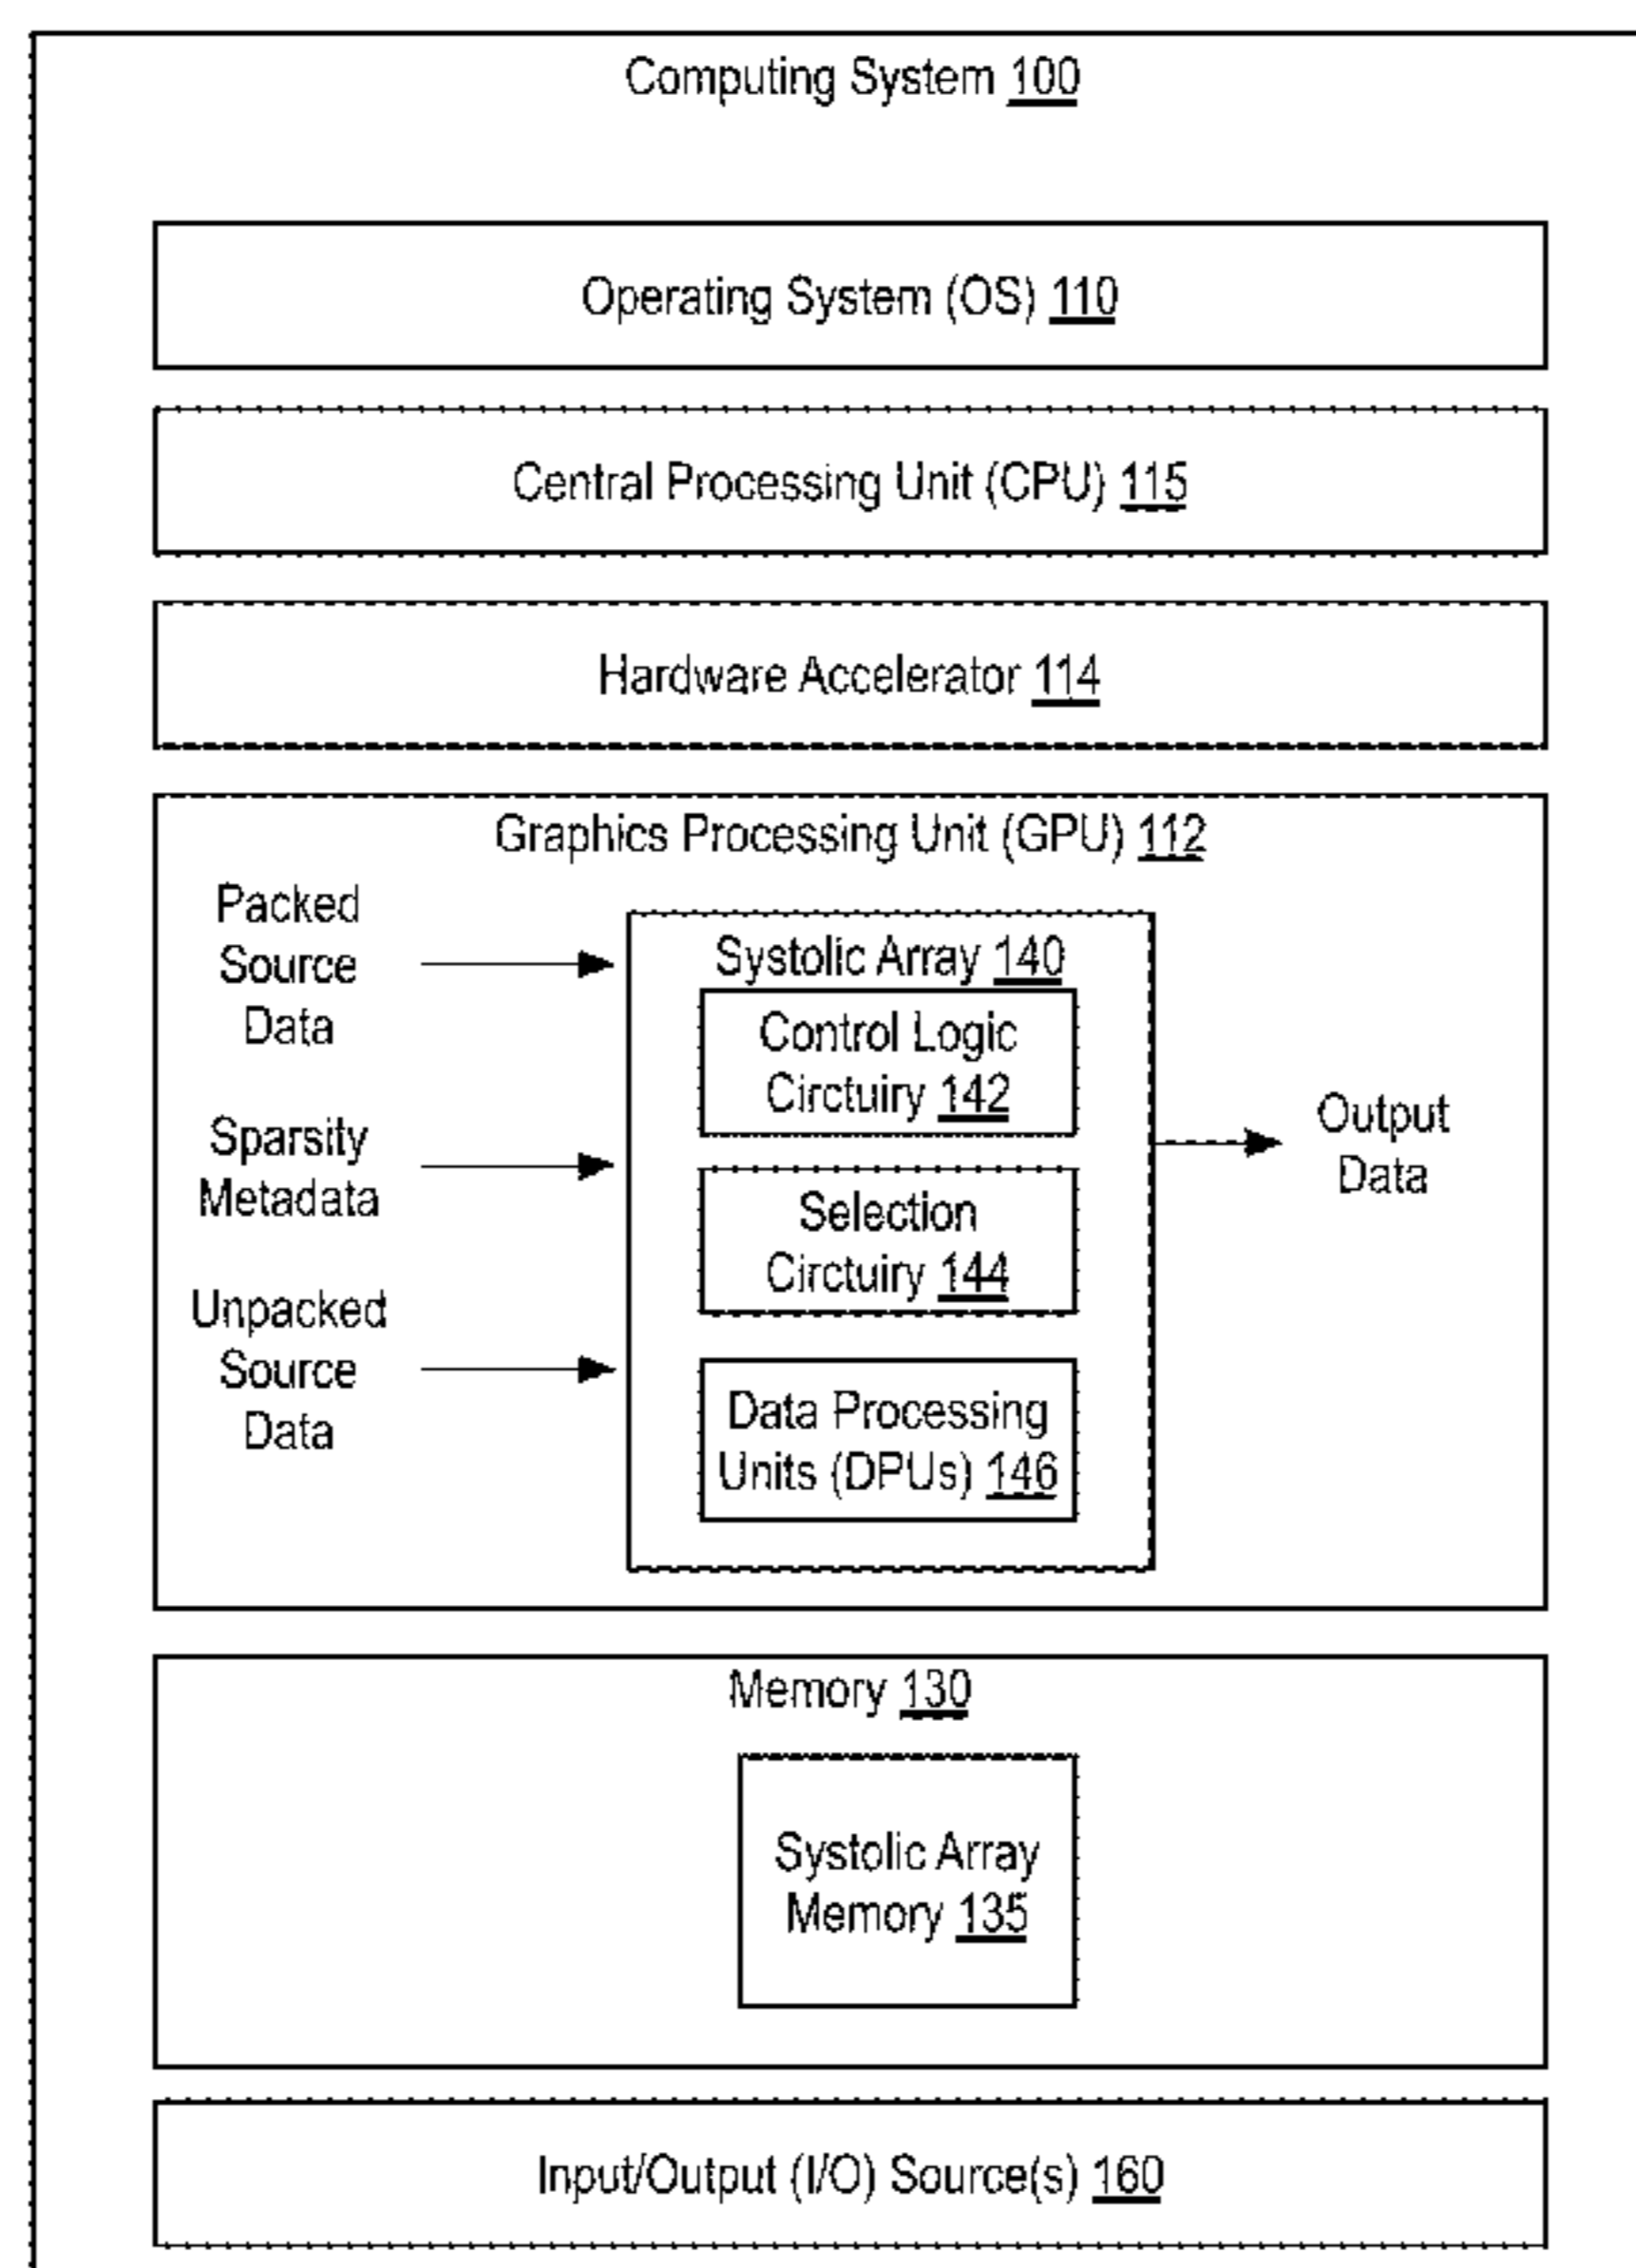 Computing System 100
Operating System (OS) 110
Central Processing Unit (CPU) 115
Hardware Accelerator 114
Graphics Processing Unit (GPU) 112
Packed
Source
Data
Sparsity
Metadata
Unpacked
Source
Data
Systolic Array 140
Control Logic
Circtuiry 142
Selection
Circtuiry 144
Data Processing
Units (DPUs) 146
Output
Data
Memory 130
Systolic Array
Memory 135
Input/Output (I/O) Source(s) 160